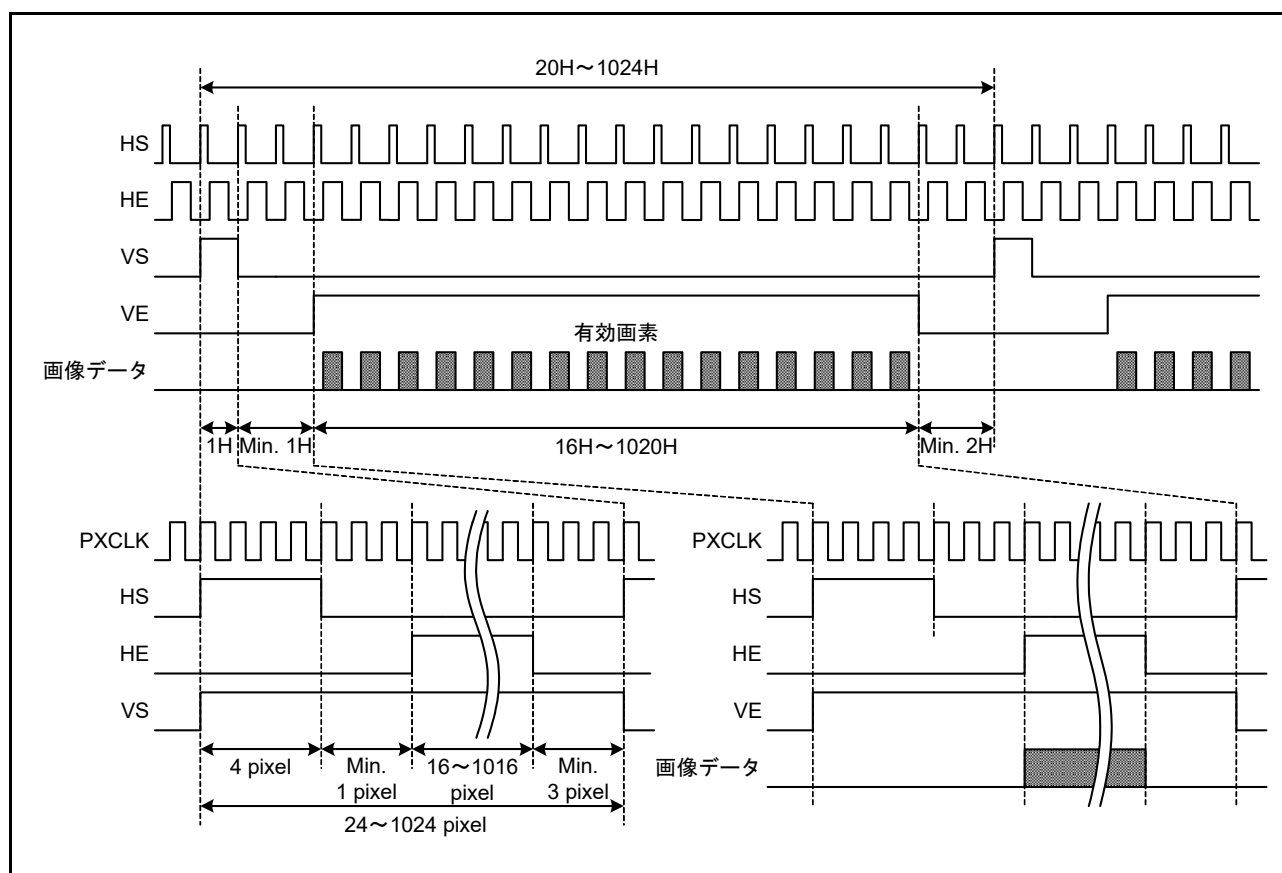 20H～1024H
HS
HE
VS
VE
有効画素
画像データ
1H
Min. 1H
16H～1020H
Min. 2H
PXCLK
HS
HE
VS
4 pixel
Min.
1 pixel
16～1016
pixel
Min.
3 pixel
24～1024 pixel
PXCLK
HS
HE
VE
画像データ